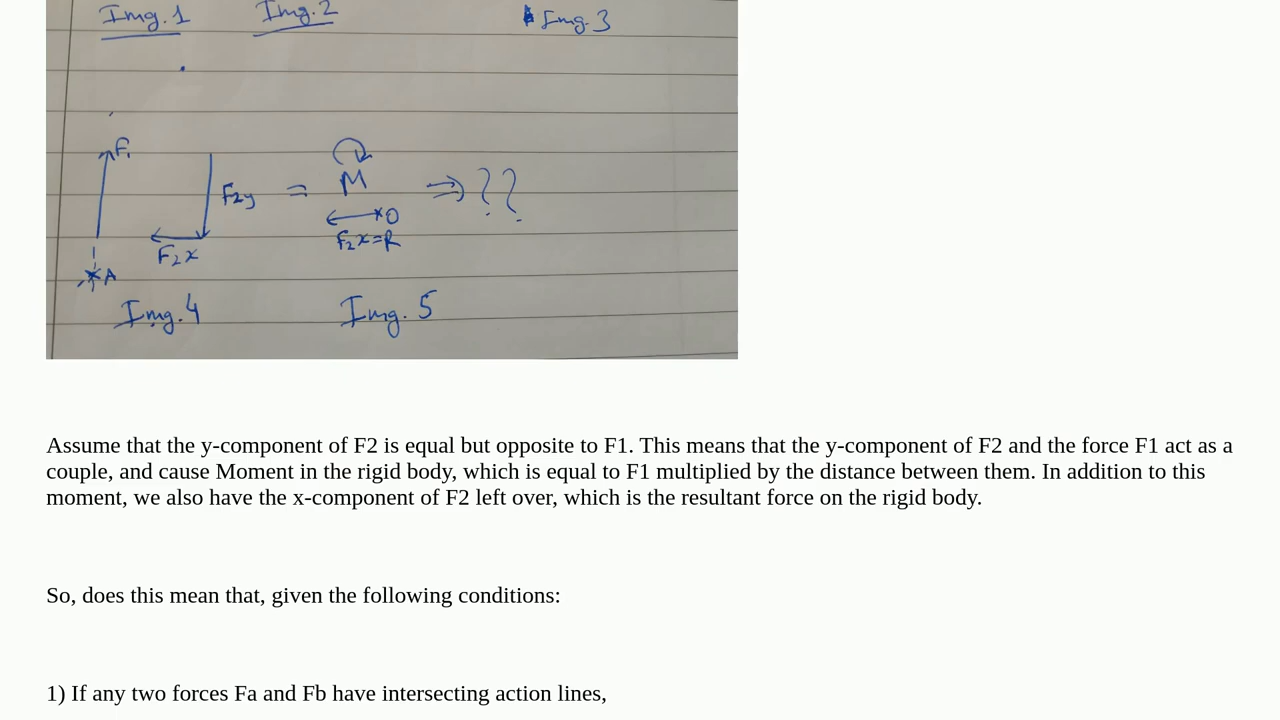 Img.1 Img.2 Img.3
F1
F2y = M => ??
O
F2x F2x=R
A
Img.4 Img. 5
Assume that the y-component of F2 is equal but opposite to F1. This means that the y-component of F2 and the force F1 act as a
couple, and cause Moment in the rigid body, which is equal to F1 multiplied by the distance between them. In addition to this
moment, we also have the x-component of F2 left over, which is the resultant force on the rigid body.
So, does this mean that, given the following conditions:
1) If any two forces Fa and Fb have intersecting action lines,